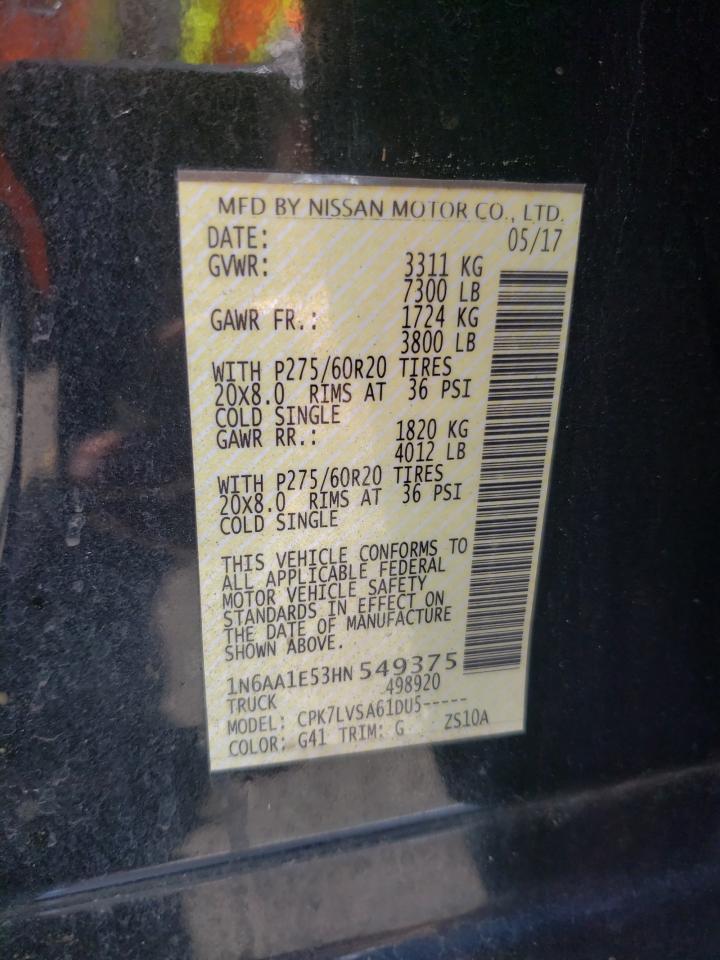 MFD BY NISSAN MOTOR CO., LTD.
DATE: 05/17
GVWR: 3311 KG
7300 LB
GAWR FR.: 1724 KG
3800 LB
WITH P275/60R20 TIRES
20X8.0 RIMS AT 36 PSI
COLD SINGLE
GAWR RR.: 1820 KG
4012 LB
WITH P275/60R20 TIRES
20X8.0 RIMS AT 36 PSI
COLD SINGLE
THIS VEHICLE CONFORMS TO
ALL APPLICABLE FEDERAL
MOTOR VEHICLE SAFETY
STANDARDS IN EFFECT ON
THE DATE OF MANUFACTURE
SHOWN ABOVE.
1N6AA1E53HN 549375
TRUCK 498920
MODEL: CPK7LVSA61DU5-----
COLOR: G41 TRIM: G ZS10A